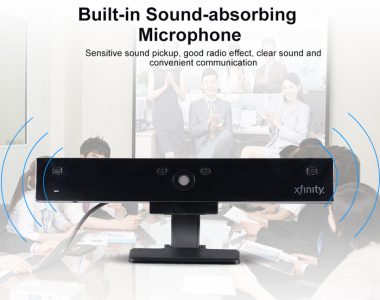 Built-in Sound-absorbing
Microphone
Sensitive sound pickup, good radio effect, clear sound and
convenient communication
xfinity